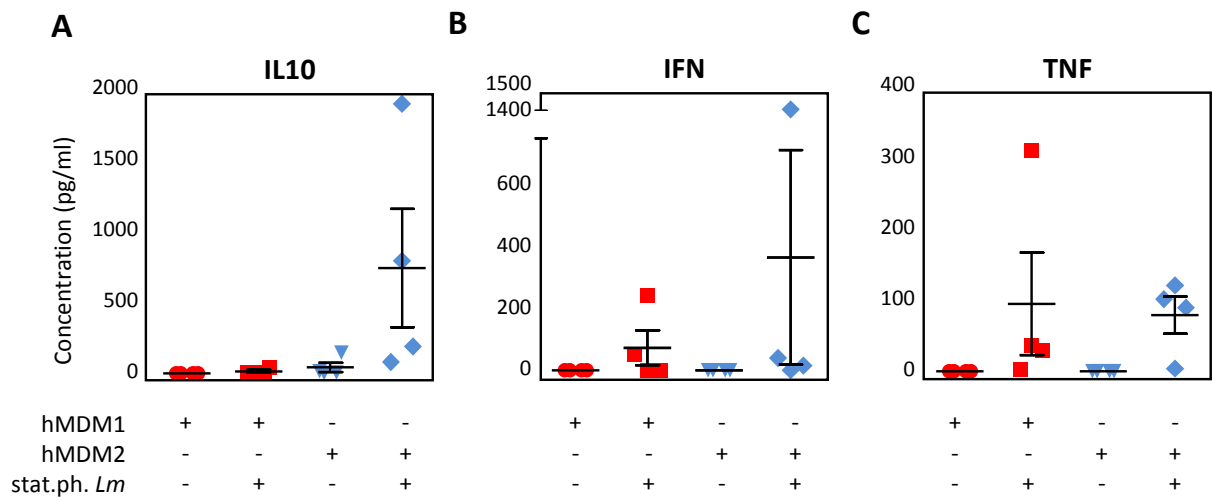 A
B
C
IL10
IFN
TNF
Concentration (pg/ml)
2000
1500
1000
500
0
1500
1400
600
400
200
0
400
300
200
100
0
hMDM1 + + - - + + - - + + - -
hMDM2 - - + + - - + + - - + +
stat.ph. Lm - + - + - + - + - + - +